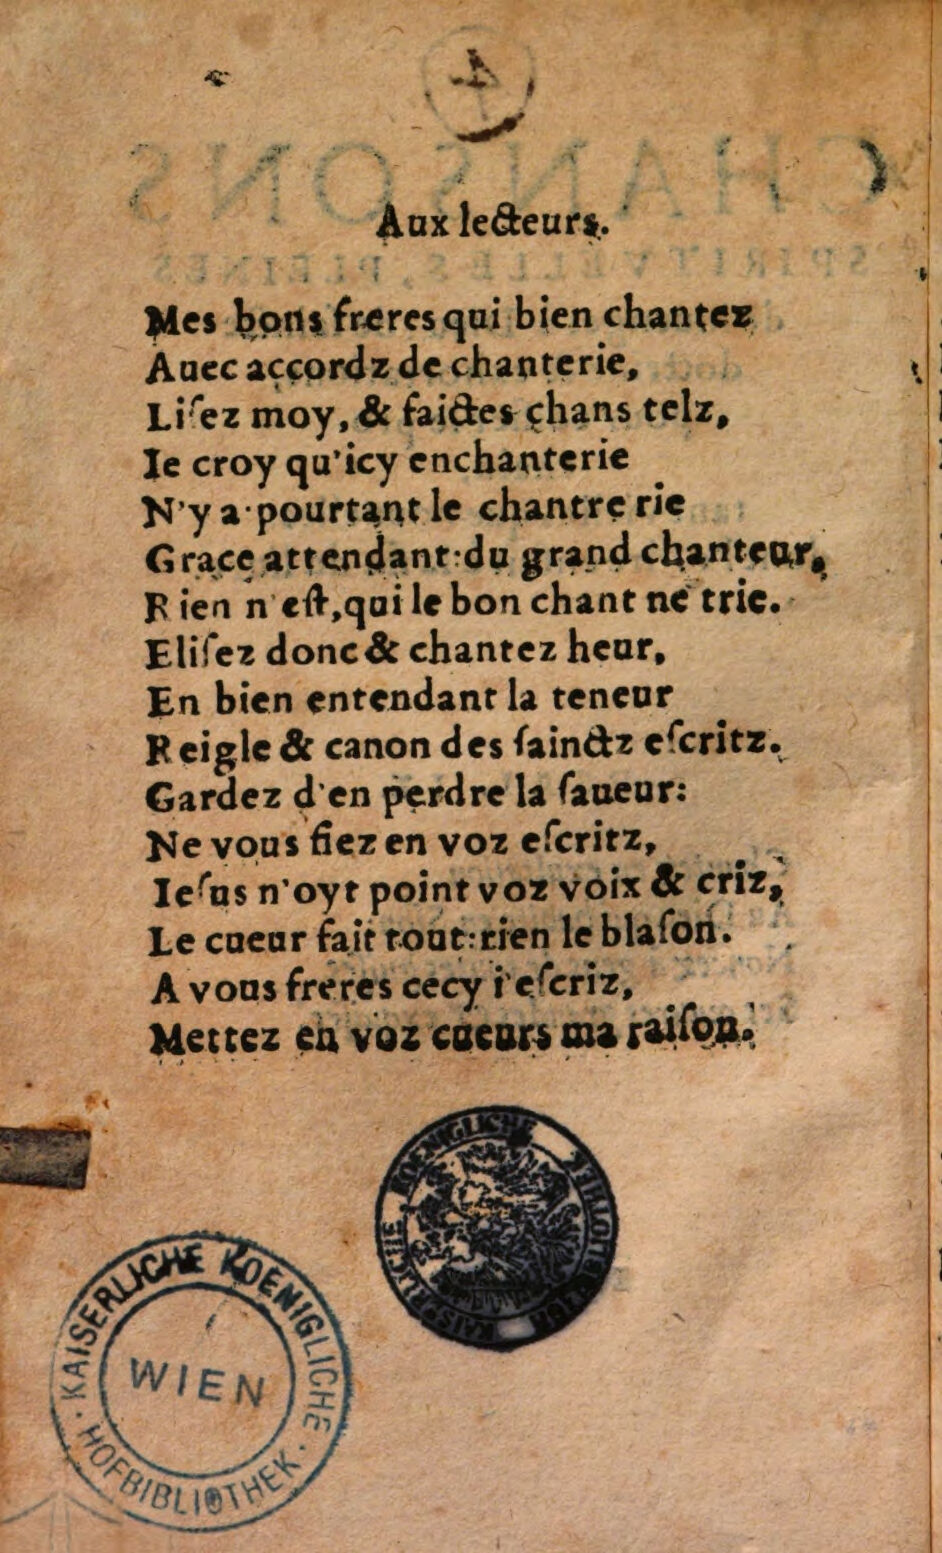 4
Aux lecteurs.
Mes bons freres qui bien chantez
Auec accordz de chanterie,
Liſez moy, & faictes chans telz,
Ie croy qu'icy enchanterie
N'y a pourtant le chantre rie
Grace attendant du grand chanteur,
Rien n'eſt, qui le bon chant ne trie.
Eliſez donc & chantez heur,
En bien entendant la teneur
Reigle & canon des ſainctz eſcritz.
Gardez d'en perdre la ſaueur:
Ne vous fiez en voz eſcritz,
Ieſus n'oyt point voz voix & criz,
Le cueur fait tout: rien le blaſon.
A vous freres cecy i'eſcriz,
Mettez en voz cueurs ma raiſon.
KAISERLICHE KOENIGLICHE
KAISERLICHE KOENIGLICHE
WIEN
HOFBIBLIOTHEK